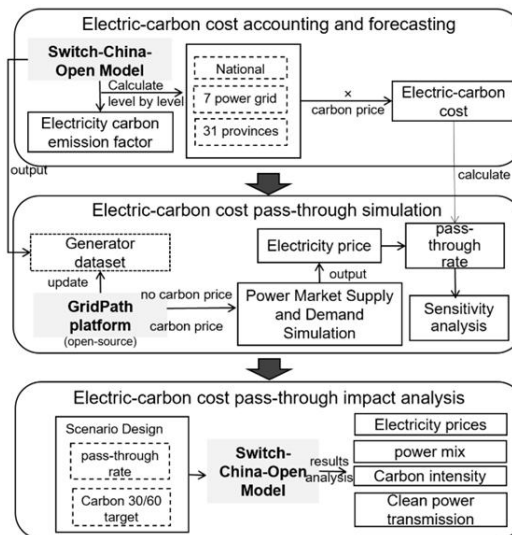 Electric-carbon cost accounting and forecasting
Switch-China-
Open Model
Calculate
level by level
Electricity carbon
emission factor
National
7 power grid
31 provinces
×
carbon price
Electric-carbon
cost
output
calculate
Electric-carbon cost pass-through simulation
Generator
dataset
update
GridPath
platform
(open-source)
no carbon price
carbon price
Electricity price
output
Power Market Supply
and Demand
Simulation
pass-
through
rate
Sensitivity
analysis
Electric-carbon cost pass-through impact analysis
Scenario Design
pass-through
rate
Carbon 30/60
target
Switch-
China-Open
Model
results
analysis
Electricity prices
power mix
Carbon intensity
Clean power
transmission